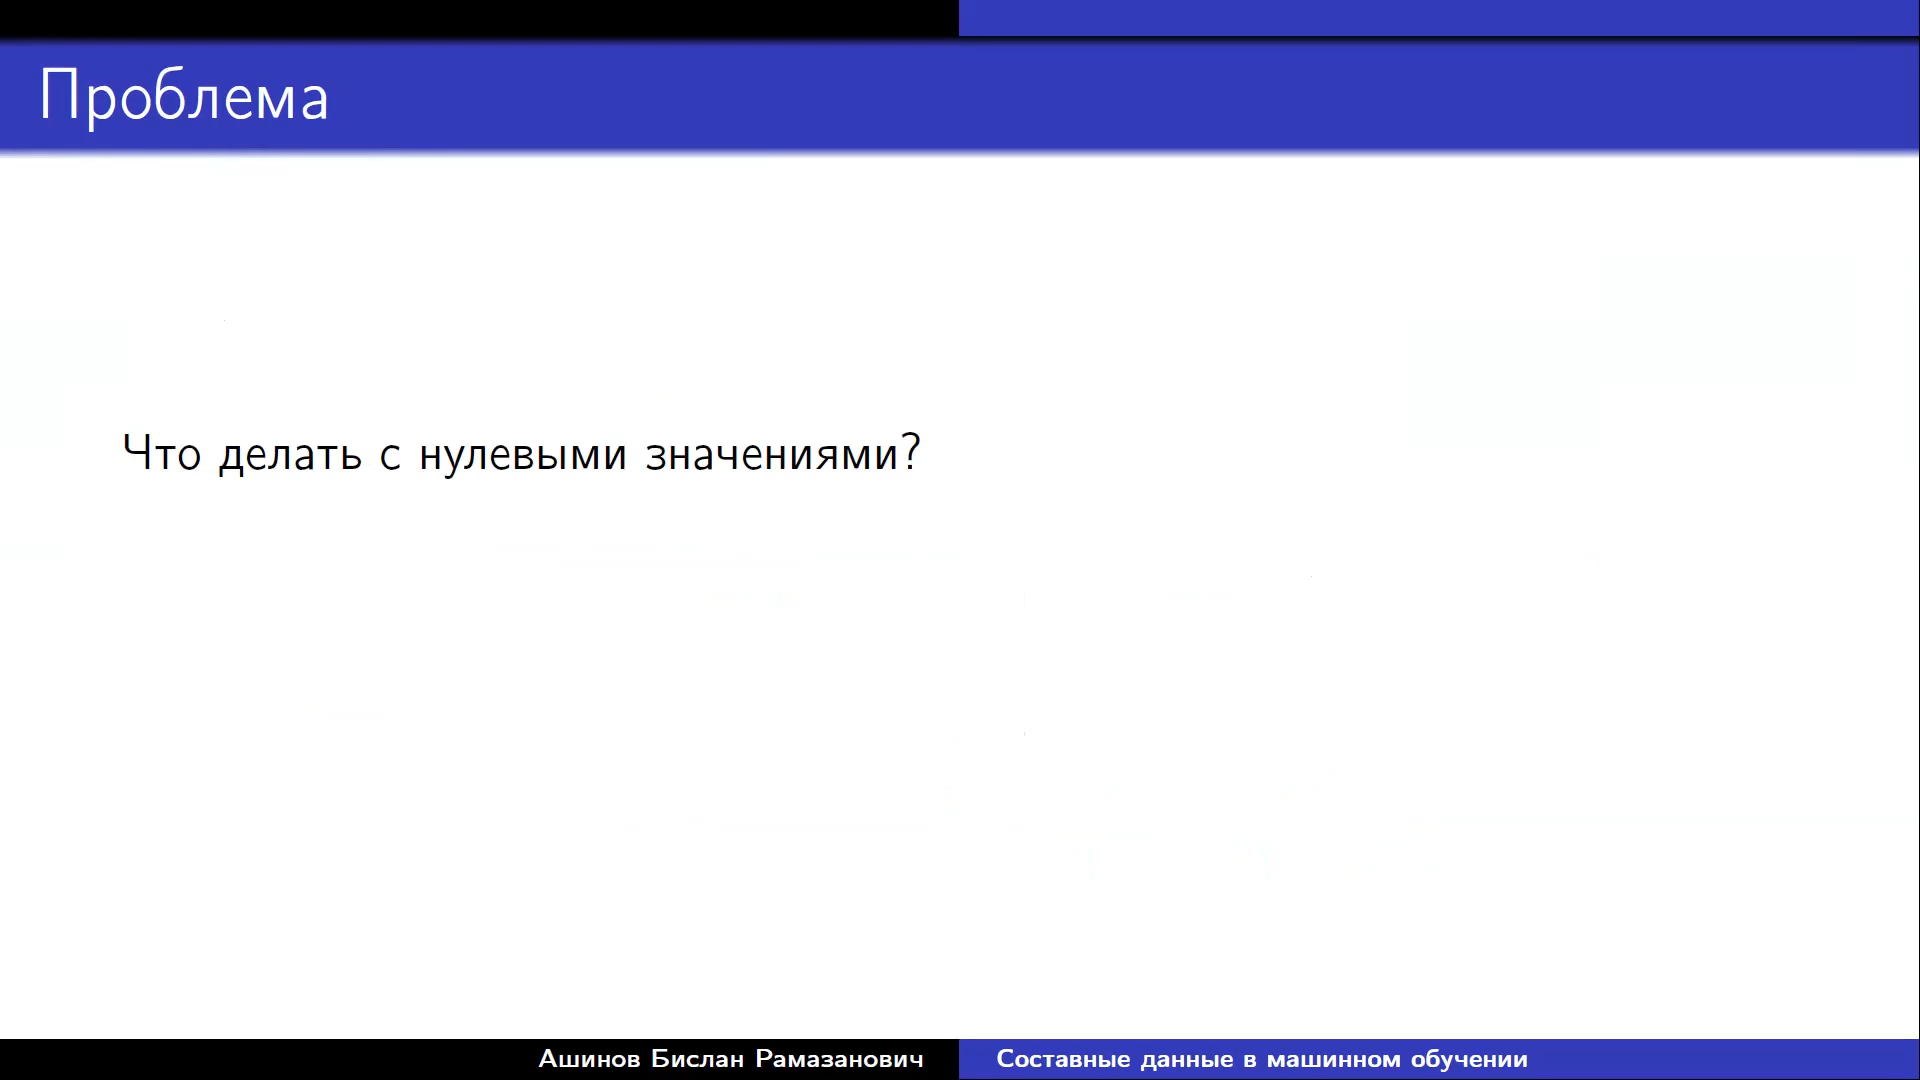 Проблема
Что делать с нулевыми значениями?
Ашинов Бислан Рамазанович
Составные данные в машинном обучении